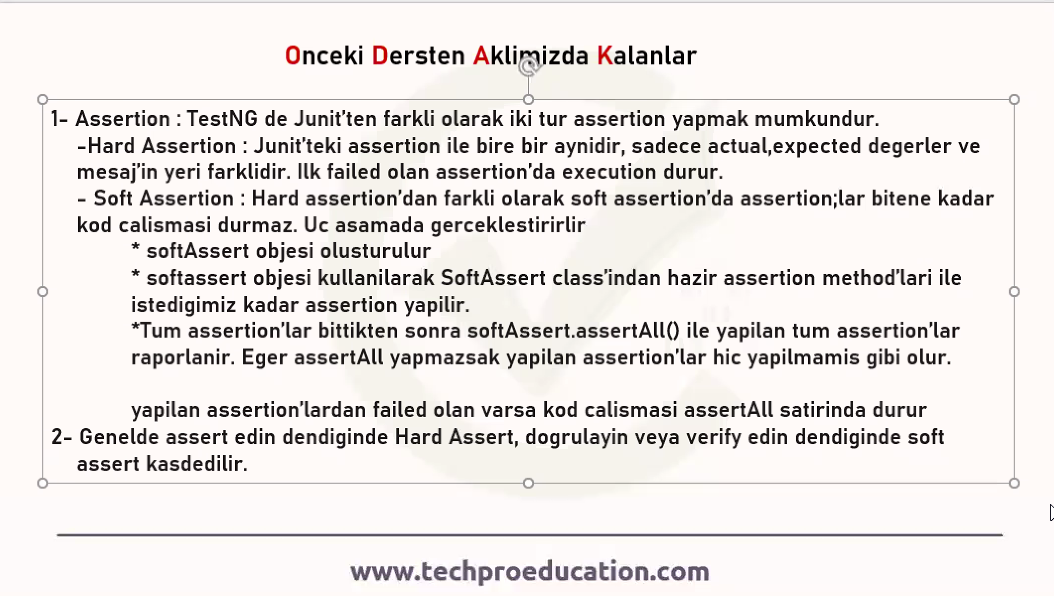 Onceki Dersten Aklimizda Kalanlar
1- Assertion : TestNG de Junit'ten farkli olarak iki tur assertion yapmak mumkundur.
-Hard Assertion : Junit'teki assertion ile bire bir aynidir, sadece actual,expected degerler ve
mesaj'in yeri farklidir. Ilk failed olan assertion'da execution durur.
- Soft Assertion : Hard assertion'dan farkli olarak soft assertion'da assertion;lar bitene kadar
kod calismasi durmaz. Uc asamada gerceklestirirlir
* softAssert objesi olusturulur
* softassert objesi kullanilarak SoftAssert class'indan hazir assertion method'lari ile
istedigimiz kadar assertion yapilir.
*Tum assertion'lar bittikten sonra softAssert.assertAll() ile yapilan tum assertion'lar
raporlanir. Eger assertAll yapmazsak yapilan assertion'lar hic yapilmamis gibi olur.
yapilan assertion'lardan failed olan varsa kod calismasi assertAll satirinda durur
2- Genelde assert edin dendiginde Hard Assert, dogrulayin veya verify edin dendiginde soft
assert kasdedilir.
www.techproeducation.com